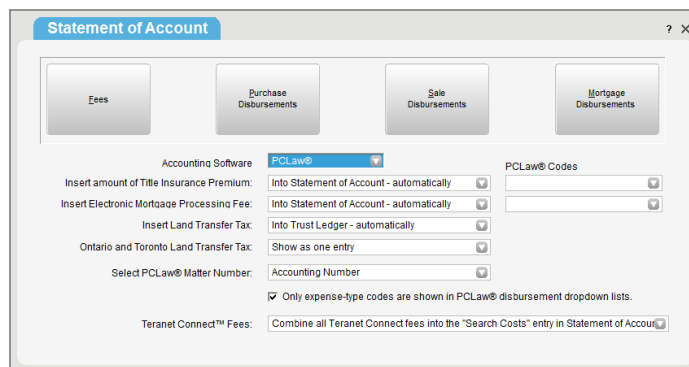 Statement of Account
? X
Fees
Purchase
Disbursements
Sale
Disbursements
Mortgage
Disbursements
Accounting Software PCLaw® PCLaw® Codes
Insert amount of Title Insurance Premium: Into Statement of Account - automatically
Insert Electronic Mortgage Processing Fee: Into Statement of Account - automatically
Insert Land Transfer Tax: Into Trust Ledger - automatically
Ontario and Toronto Land Transfer Tax: Show as one entry
Select PCLaw® Matter Number: Accounting Number
Only expense-type codes are shown in PCLaw® disbursement dropdown lists.
Teranet Connect™ Fees: Combine all Teranet Connect fees into the "Search Costs" entry in Statement of Accoun